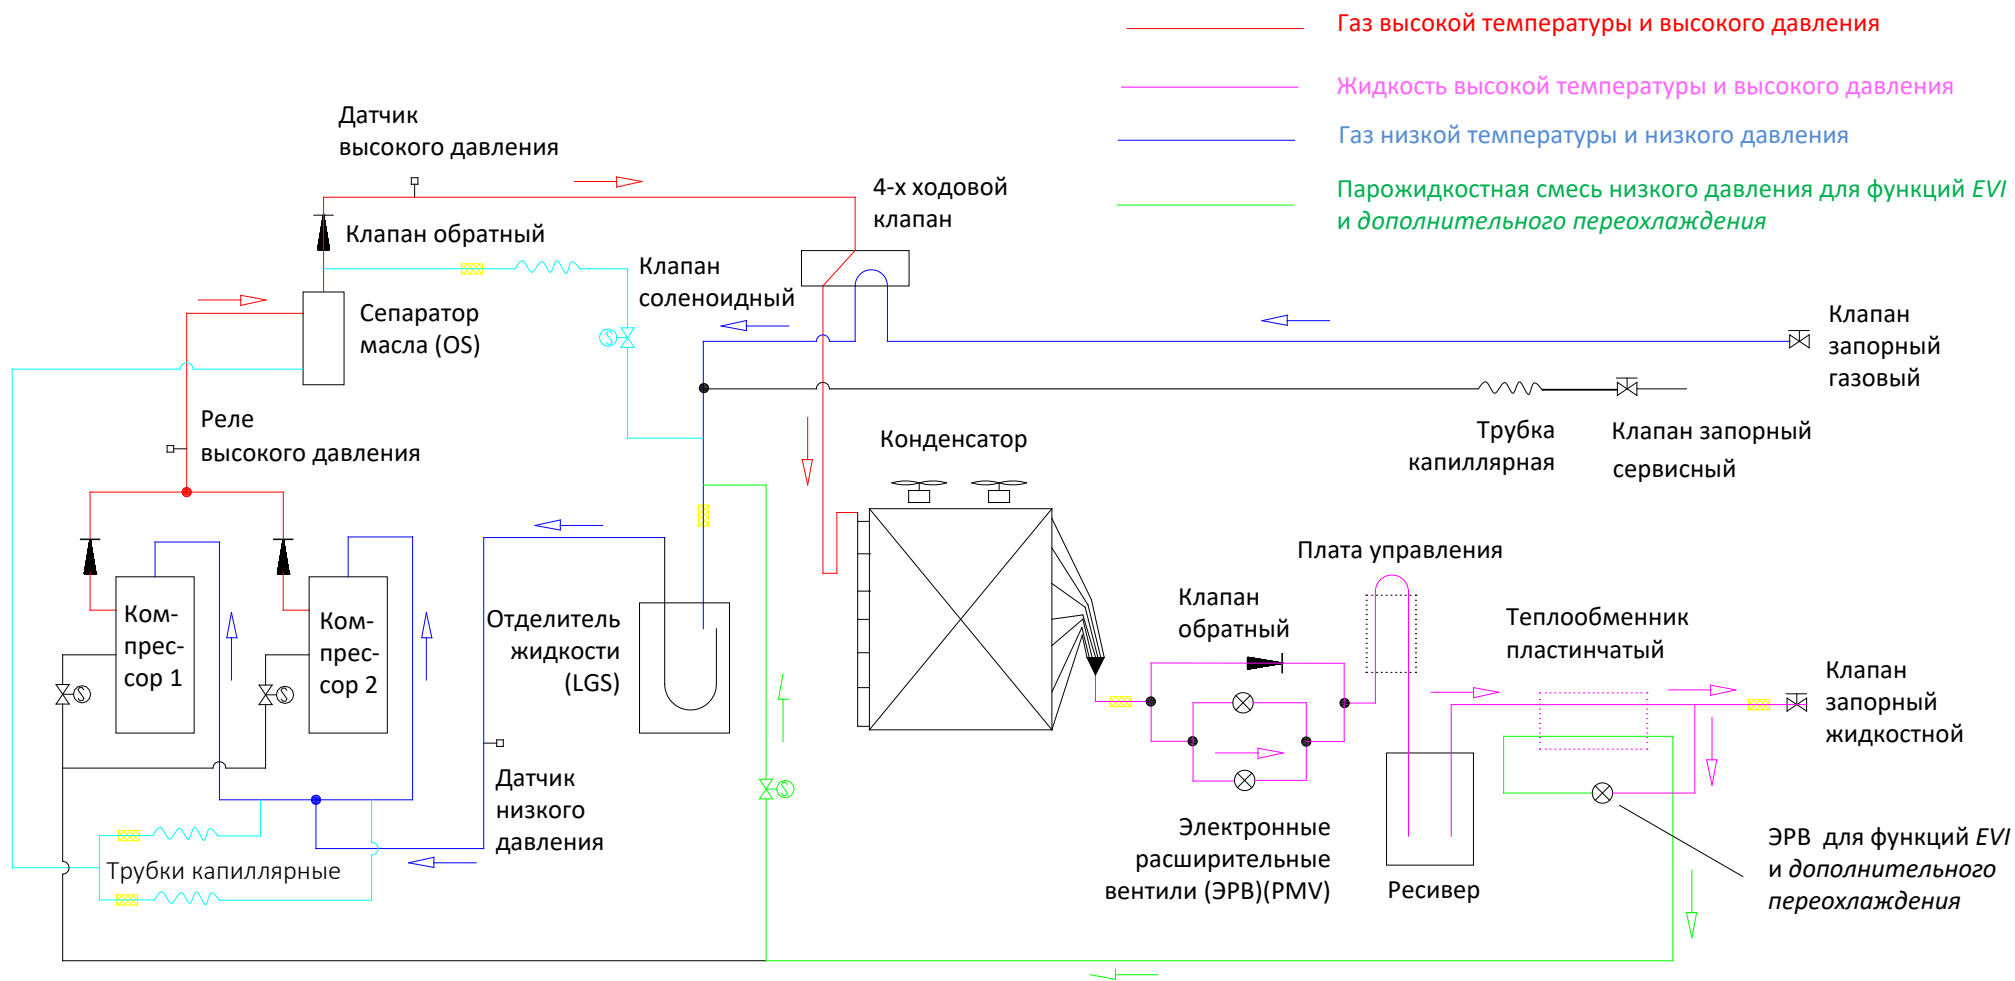 Газ высокой температуры и высокого давления
Жидкость высокой температуры и высокого давления
Газ низкой температуры и низкого давления
Парожидкостная смесь низкого давления для функций EVI
и дополнительного переохлаждения
Датчик
высокого давления
4-х ходовой
клапан
Клапан обратный
Клапан
соленоидный
Сепаратор
масла (OS)
S
Клапан
запорный
газовый
Реле
высокого давления
Конденсатор
Трубка
капиллярная
Клапан запорный
сервисный
Плата управления
Ком-
прес-
сор 1
Ком-
прес-
сор 2
S
S
Отделитель
жидкости
(LGS)
Клапан
обратный
Теплообменник
пластинчатый
Клапан
запорный
жидкостной
Датчик
низкого
давления
S
Трубки капиллярные
Электронные
расширительные
вентили (ЭРВ)(PMV)
Ресивер
ЭРВ для функций EVI
и дополнительного
переохлаждения